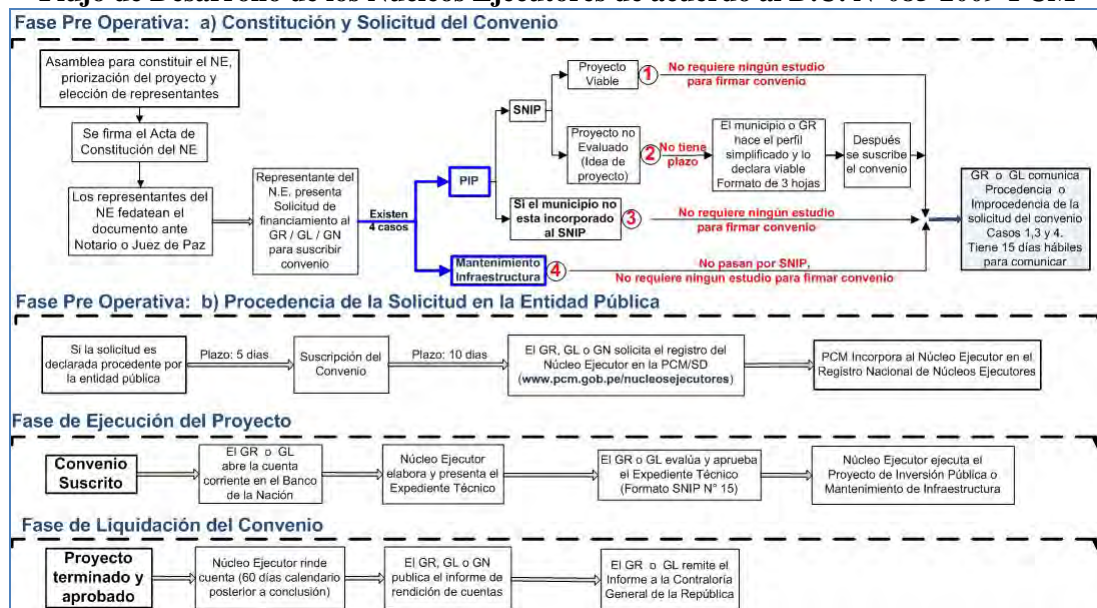 Flujo de Desarrollo de los Núcleos Ejecutores de acuerdo al D.U. N° 085-2009-PCM
Fase Pre Operativa: a) Constitución y Solicitud del Convenio
Asamblea para constituir el NE,
priorización del proyecto y
elección de representantes
Se firma el Acta de
Constitución del NE
Los representantes del
NE fedatean el
documento ante
Notario o Juez de Paz
Representante del
N.E. presenta
Solicitud de
financiamiento al
GR / GL / GN
para suscribir
convenio
Existen
4 casos
PIP
SNIP
Proyecto
Viable
1
No requiere ningún estudio
para firmar convenio
Proyecto no
Evaluado
(Idea de
proyecto)
2
No tiene
plazo
El municipio o GR
hace el perfil
simplificado y lo
declara viable
Formato de 3 hojas
Después
se suscribe
el convenio
Si el municipio no
esta incorporado
al SNIP
3
No requiere ningún estudio
para firmar convenio
Mantenimiento
Infraestructura
4
No pasan por SNIP,
No requiere ningun estudio para firmar convenio
GR o GL comunica
Procedencia o
Improcedencia de la
solicitud del convenio
Casos 1,3 y 4.
Tiene 15 días hábiles
para comunicar
Fase Pre Operativa: b) Procedencia de la Solicitud en la Entidad Pública
Si la solicitud es
declarada procedente por
la entidad pública
Plazo: 5 dias
Suscripción del
Convenio
Plazo: 10 dias
El GR, GL o GN solicita el registro del
Núcleo Ejecutor en la PCM/SD
(www.pcm.gob.pe/nucleosejecutores)
PCM Incorpora al Núcleo Ejecutor en el
Registro Nacional de Núcleos Ejecutores
Fase de Ejecución del Proyecto
Convenio
Suscrito
El GR o GL
abre la cuenta
corriente en el Banco
de la Nación
Núcleo Ejecutor
elabora y presenta el
Expediente Técnico
El GR o GL evalúa y aprueba
el Expediente Técnico
(Formato SNIP N° 15)
Núcleo Ejecutor ejecuta el
Proyecto de Inversión Pública o
Mantenimiento de Infraestructura
Fase de Liquidación del Convenio
Proyecto
terminado y
aprobado
Núcleo Ejecutor rinde
cuenta (60 días calendario
posterior a conclusión)
El GR, GL o GN
publica el informe de
rendición de cuentas
El GR o GL remite el
Informe a la Contraloría
General de la República